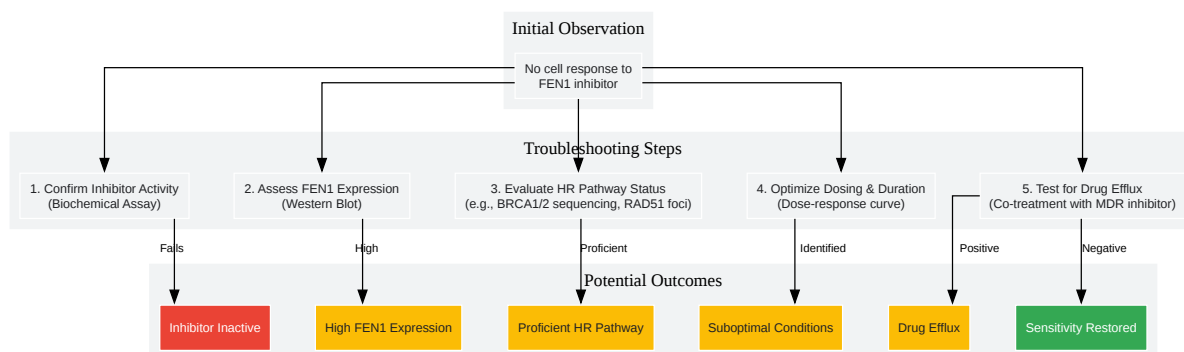 Initial Observation
No cell response to
FEN1 inhibitor
Troubleshooting Steps
1. Confirm Inhibitor Activity
(Biochemical Assay)
2. Assess FEN1 Expression
(Western Blot)
3. Evaluate HR Pathway Status
(e.g., BRCA1/2 sequencing, RAD51 foci)
4. Optimize Dosing & Duration
(Dose-response curve)
5. Test for Drug Efflux
(Co-treatment with MDR inhibitor)
Fails
High
Proficient
Identified
Positive
Negative
Potential Outcomes
Inhibitor Inactive
High FEN1 Expression
Proficient HR Pathway
Suboptimal Conditions
Drug Efflux
Sensitivity Restored